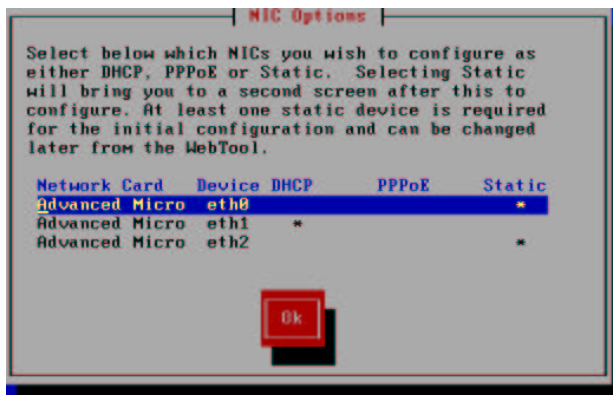 NIC Options
Select below which NICs you wish to configure as
either DHCP, PPPoE or Static. Selecting Static
will bring you to a second screen after this to
configure. At least one static device is required
for the initial configuration and can be changed
later from the WebTool.
Network Card Device DHCP PPPoE Static
Advanced Micro eth0 *
Advanced Micro eth1 *
Advanced Micro eth2 *
Ok